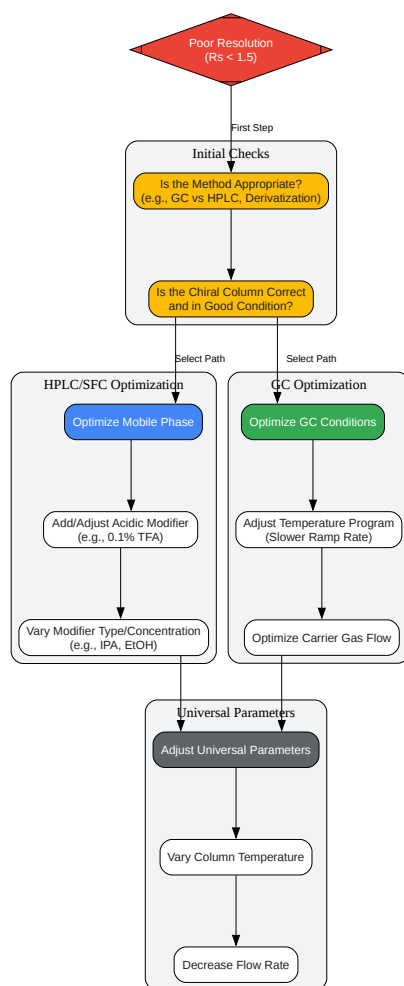 Poor Resolution
(Rs < 1.5)
First Step
Initial Checks
Is the Method Appropriate?
(e.g., GC vs HPLC, Derivatization)
Is the Chiral Column Correct
and in Good Condition?
Select Path
Select Path
HPLC/SFC Optimization
GC Optimization
Optimize Mobile Phase
Optimize GC Conditions
Add/Adjust Acidic Modifier
(e.g., 0.1% TFA)
Adjust Temperature Program
(Slower Ramp Rate)
Vary Modifier Type/Concentration
(e.g., IPA, EtOH)
Optimize Carrier Gas Flow
Universal Parameters
Adjust Universal Parameters
Vary Column Temperature
Decrease Flow Rate